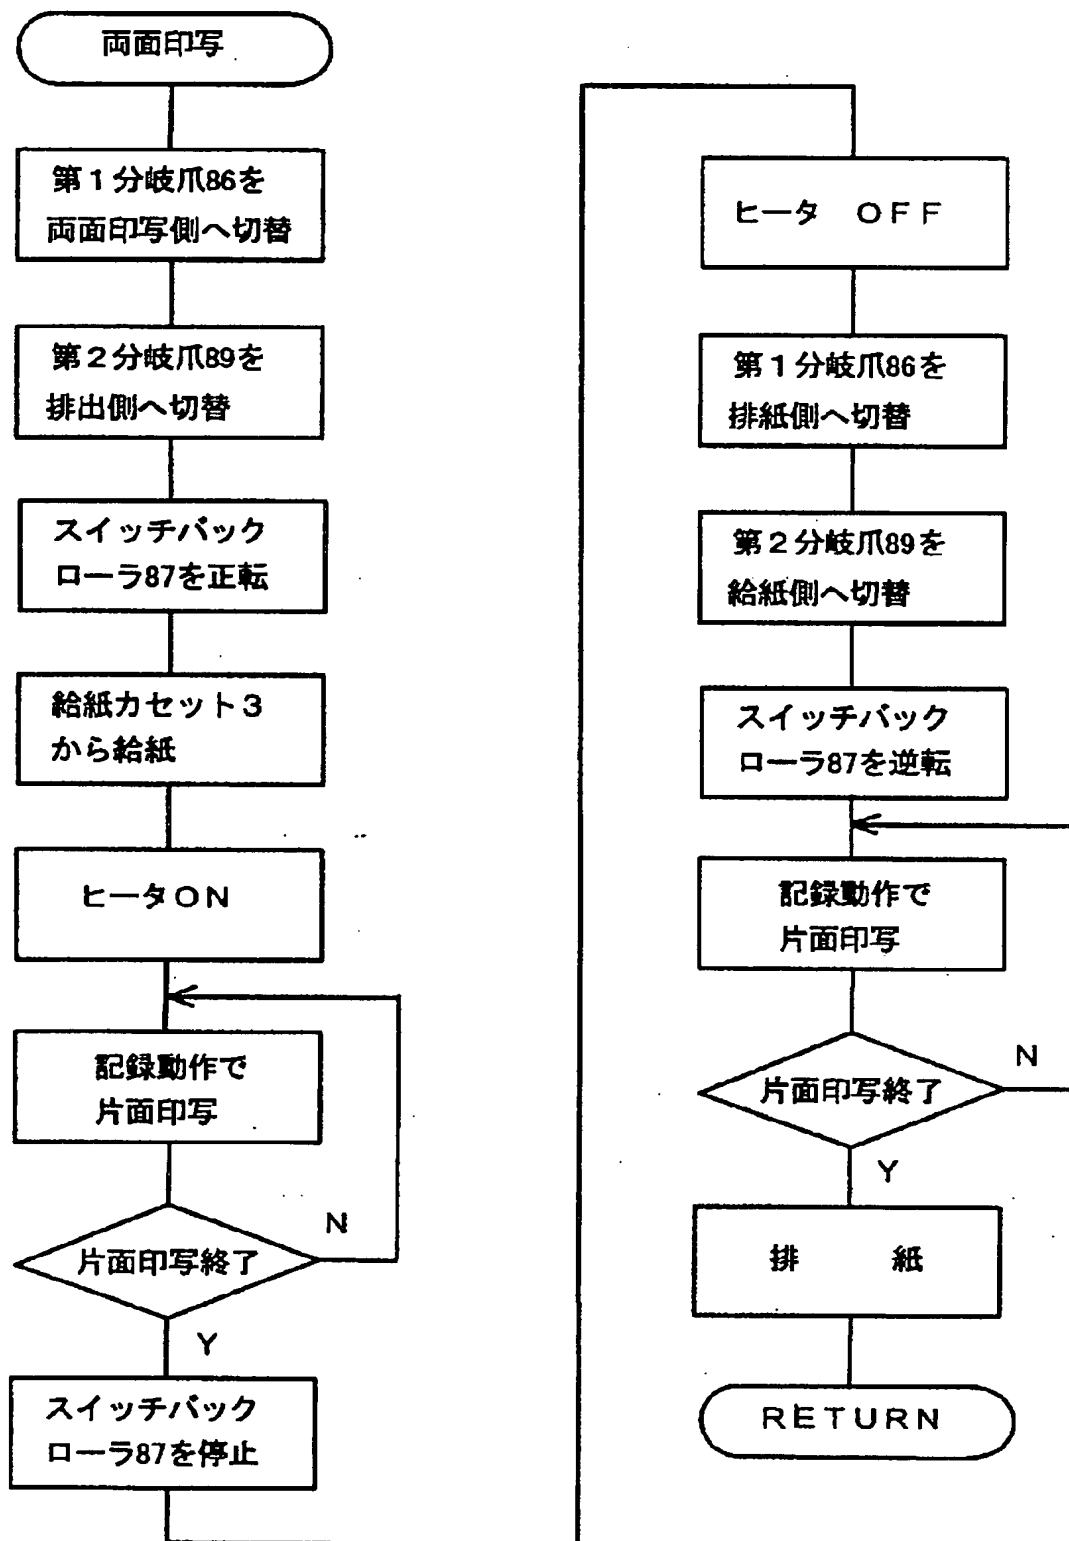 両面印写
第1分岐爪86を
両面印写側へ切替
第2分岐爪89を
排出側へ切替
スイッチバック
ローラ87を正転
給紙カセット3
から給紙
ヒータON
記録動作で
片面印写
片面印写終了
N
Y
スイッチバック
ローラ87を停止
ヒータ OFF
第1分岐爪86を
排紙側へ切替
第2分岐爪89を
給紙側へ切替
スイッチバック
ローラ87を逆転
記録動作で
片面印写
片面印写終了
N
Y
排 紙
RETURN